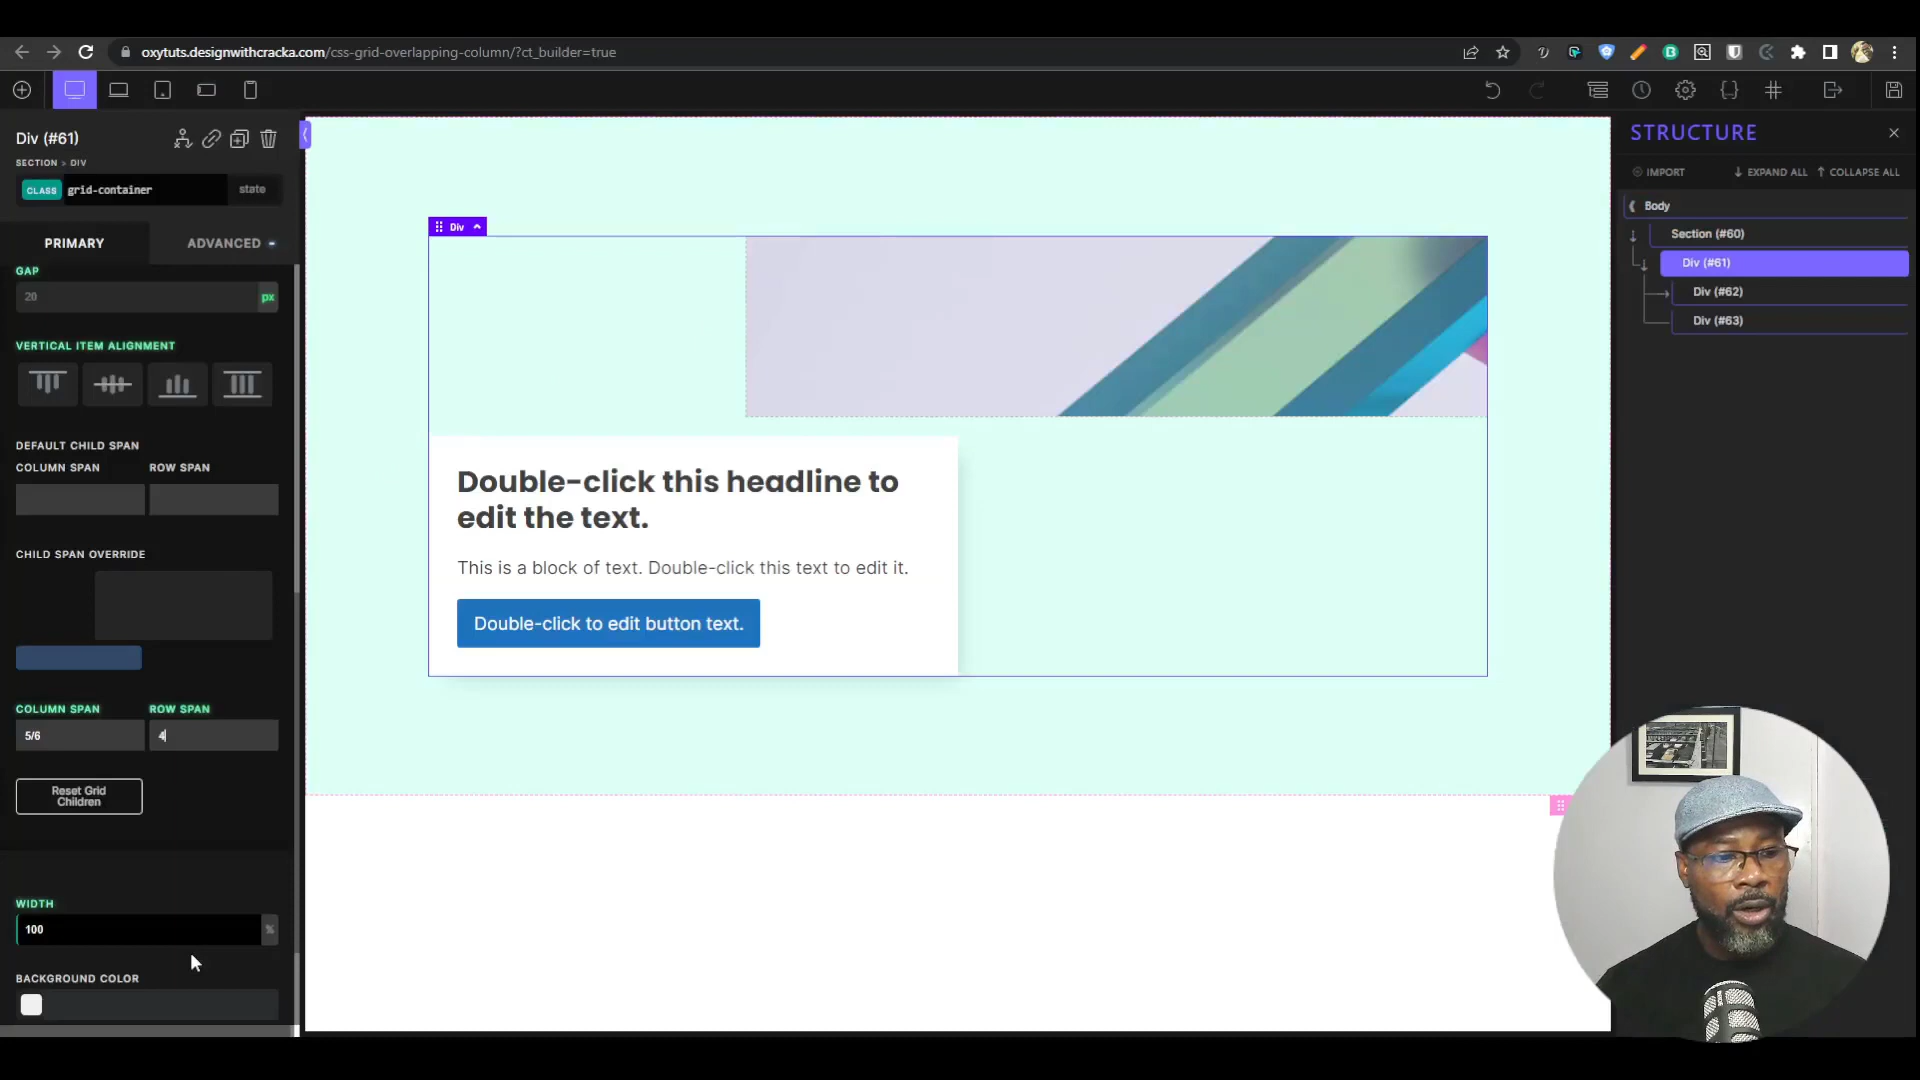 oxytuts.designwithcracka.com/css-grid-overlapping-column/?ct_builder=true
Div (#61)
SECTION > DIV
CLASS grid-container state
PRIMARY ADVANCED
GAP
20 px
VERTICAL ITEM ALIGNMENT
DEFAULT CHILD SPAN
COLUMN SPAN ROW SPAN
CHILD SPAN OVERRIDE
COLUMN SPAN ROW SPAN
5/6 4
Reset Grid
Children
WIDTH
100 %
BACKGROUND COLOR
Div
Double-click this headline to
edit the text.
This is a block of text. Double-click this text to edit it.
Double-click to edit button text.
STRUCTURE
IMPORT EXPAND ALL COLLAPSE ALL
Body
Section (#60)
Div (#61)
Div (#62)
Div (#63)